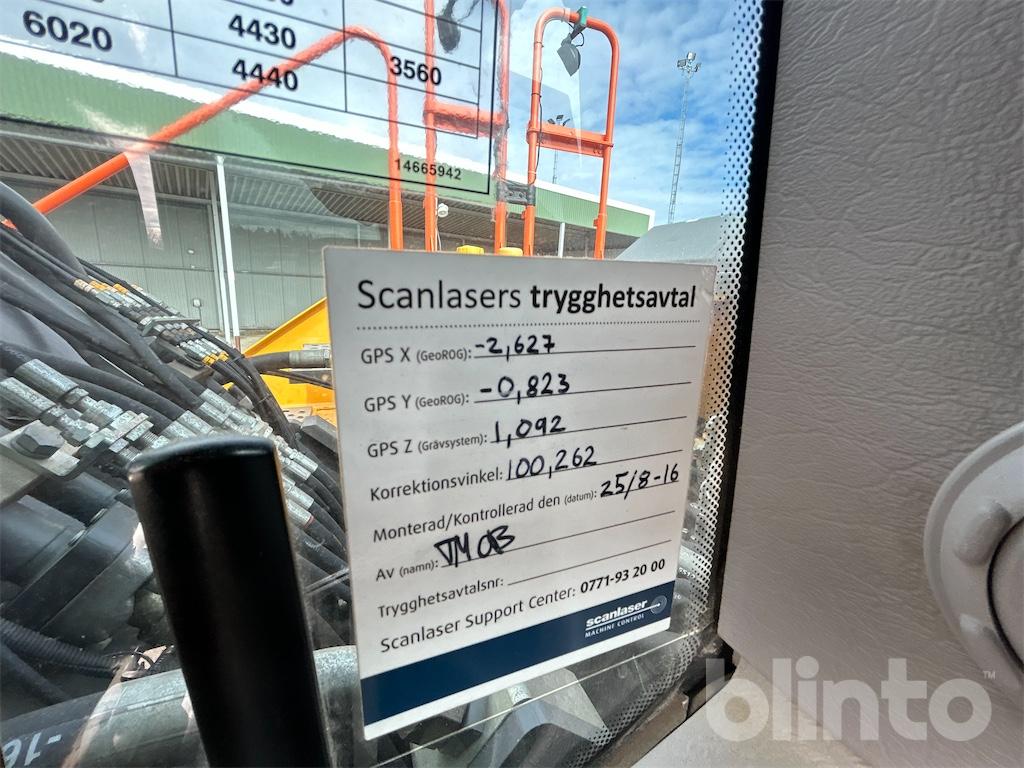 6020
4430
4440
3560
14665942
Scanlasers trygghetsavtal
GPS X (GeoROG): -2,627
GPS Y (GeoROG): -0,823
GPS Z (Grävsystem): 1,092
Korrektionsvinkel: 100,262
Monterad/Kontrollerad den (datum): 25/8-16
Av (namn):
Trygghetsavtalsnr:
Scanlaser Support Center: 0771-93 20 00
scanlaser
MACHINE CONTROL
blinto™